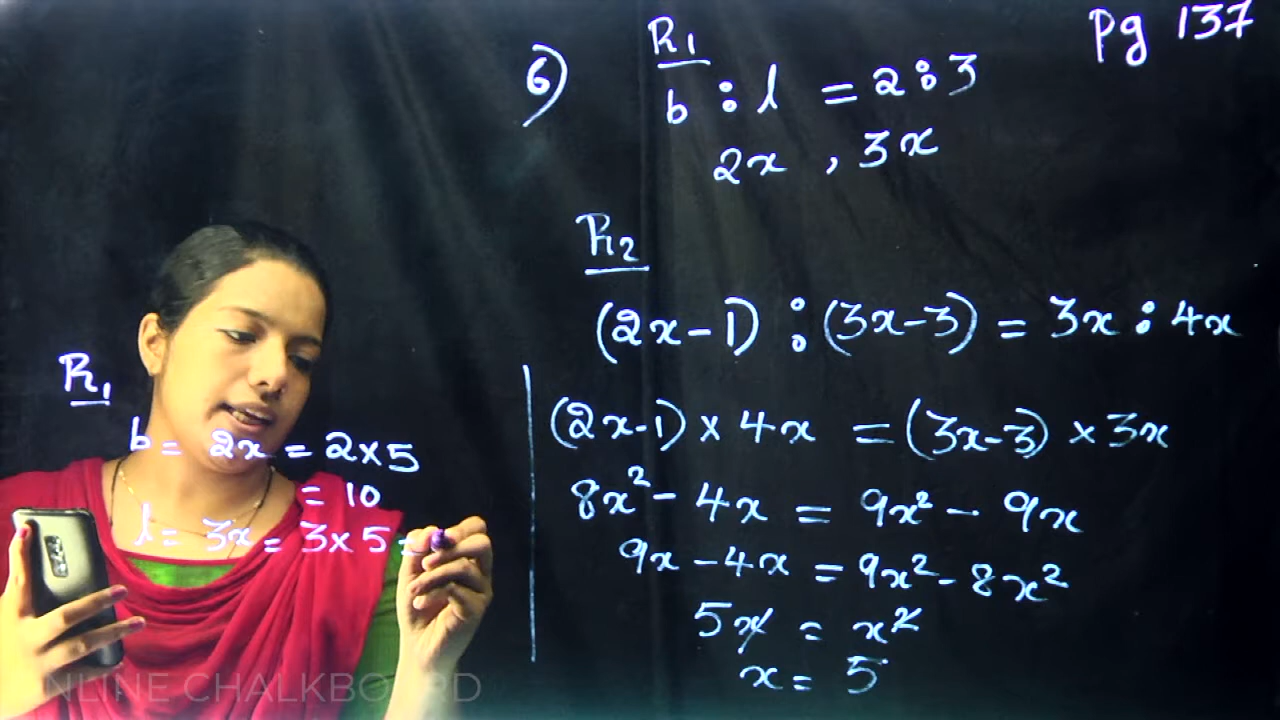 Pg 137
6) R1
b : l = 2 : 3
2x , 3x
R2
(2x-1) : (3x-3) = 3x : 4x
(2x-1) × 4x = (3x-3) × 3x
8x² - 4x = 9x² - 9x
9x - 4x = 9x² - 8x²
5x = x²
x = 5
R1
b = 2x = 2×5
= 10
l = 3x = 3×5
NLINE CHALKBO RD